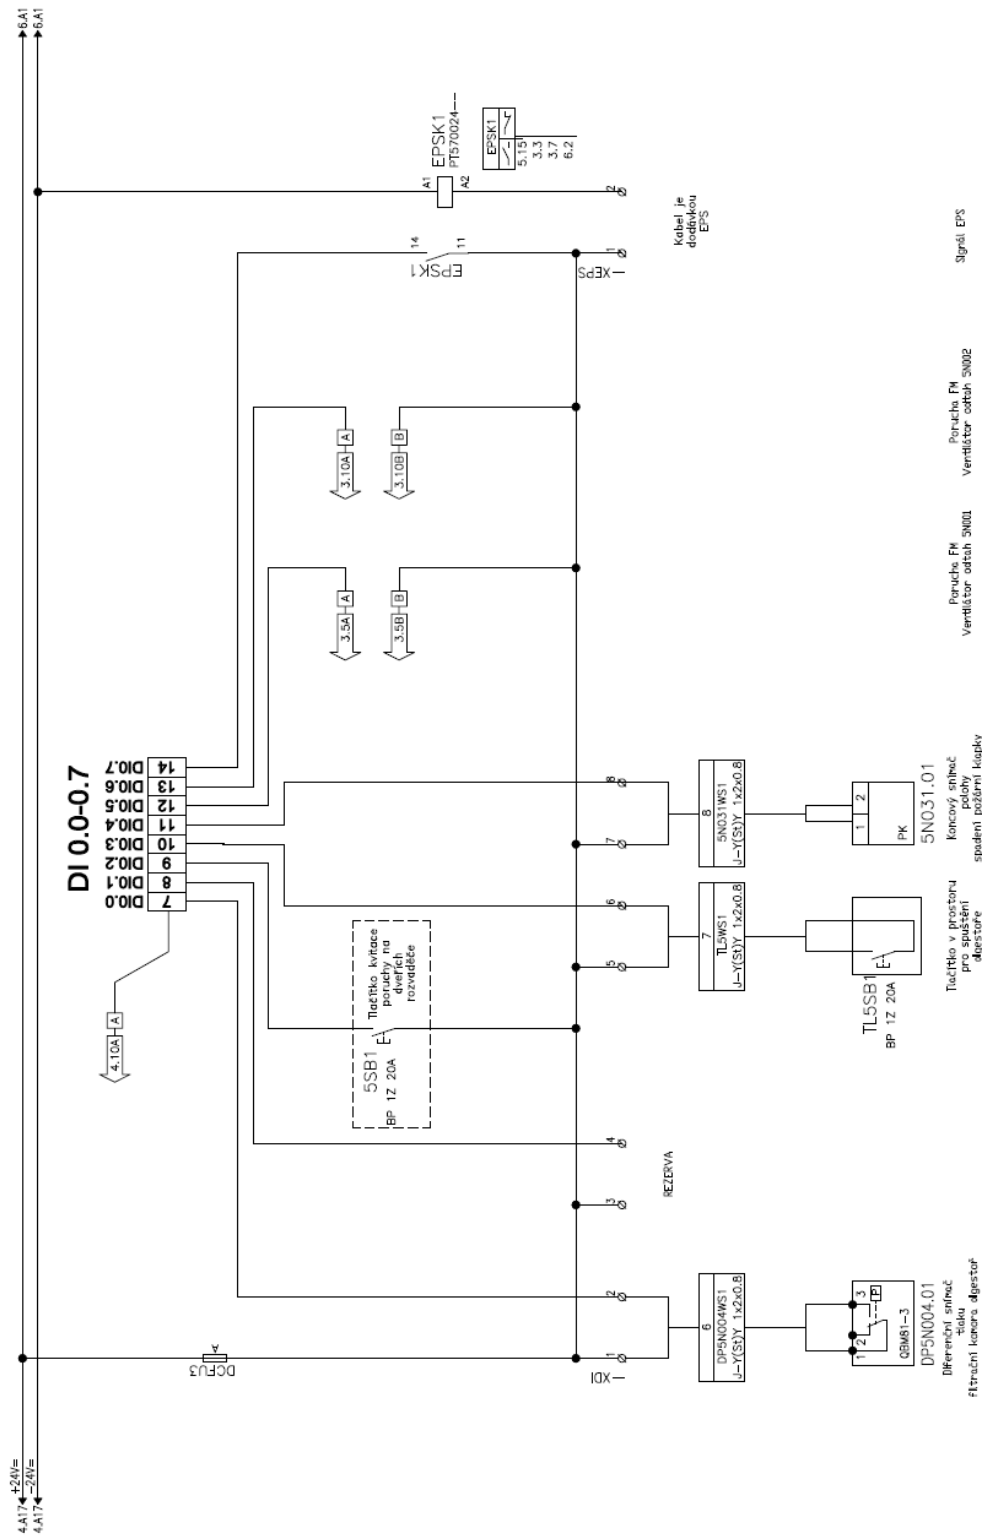 4.A17
+24V=
4.A17
-24V=
6.A1
6.A1
DCFU3
A
DI 0.0-0.7
DI0.0
DI0.1
DI0.2
DI0.3
DI0.4
DI0.5
DI0.6
DI0.7
7
8
9
10
11
12
13
14
4.10A
A
5SB1
BP 1Z 20A
Tlačítko kvitace
poruchy na
dveřích
rozvaděče
3.5A
A
3.5B
B
3.10A
A
3.10B
B
EPSK1
14
11
A1
A2
EPSK1
PT570024--
EPSK1
5.15
3.3
3.7
6.2
XDI
1
2
3
4
5
6
7
8
XEPS
1
2
REZERVA
Kabel je
dodávkou
EPS
6
DP5N004WS1
J-Y(St)Y 1x2x0.8
7
TL5WS1
J-Y(St)Y 1x2x0.8
8
5N031WS1
J-Y(St)Y 1x2x0.8
1
2
3
P
QBM81-3
DP5N004.01
Diferenční snímač
tlaku
filtrační komora digestoř
TL5SB1
BP 1Z 20A
Tlačítko v prostoru
pro spuštění
digestoře
1
2
PK
5N031.01
Koncový snímač
polohy
spadení požární klapky
Porucha FM
Ventilátor odtah 5N001
Porucha FM
Ventilátor odtah 5N002
Signál EPS